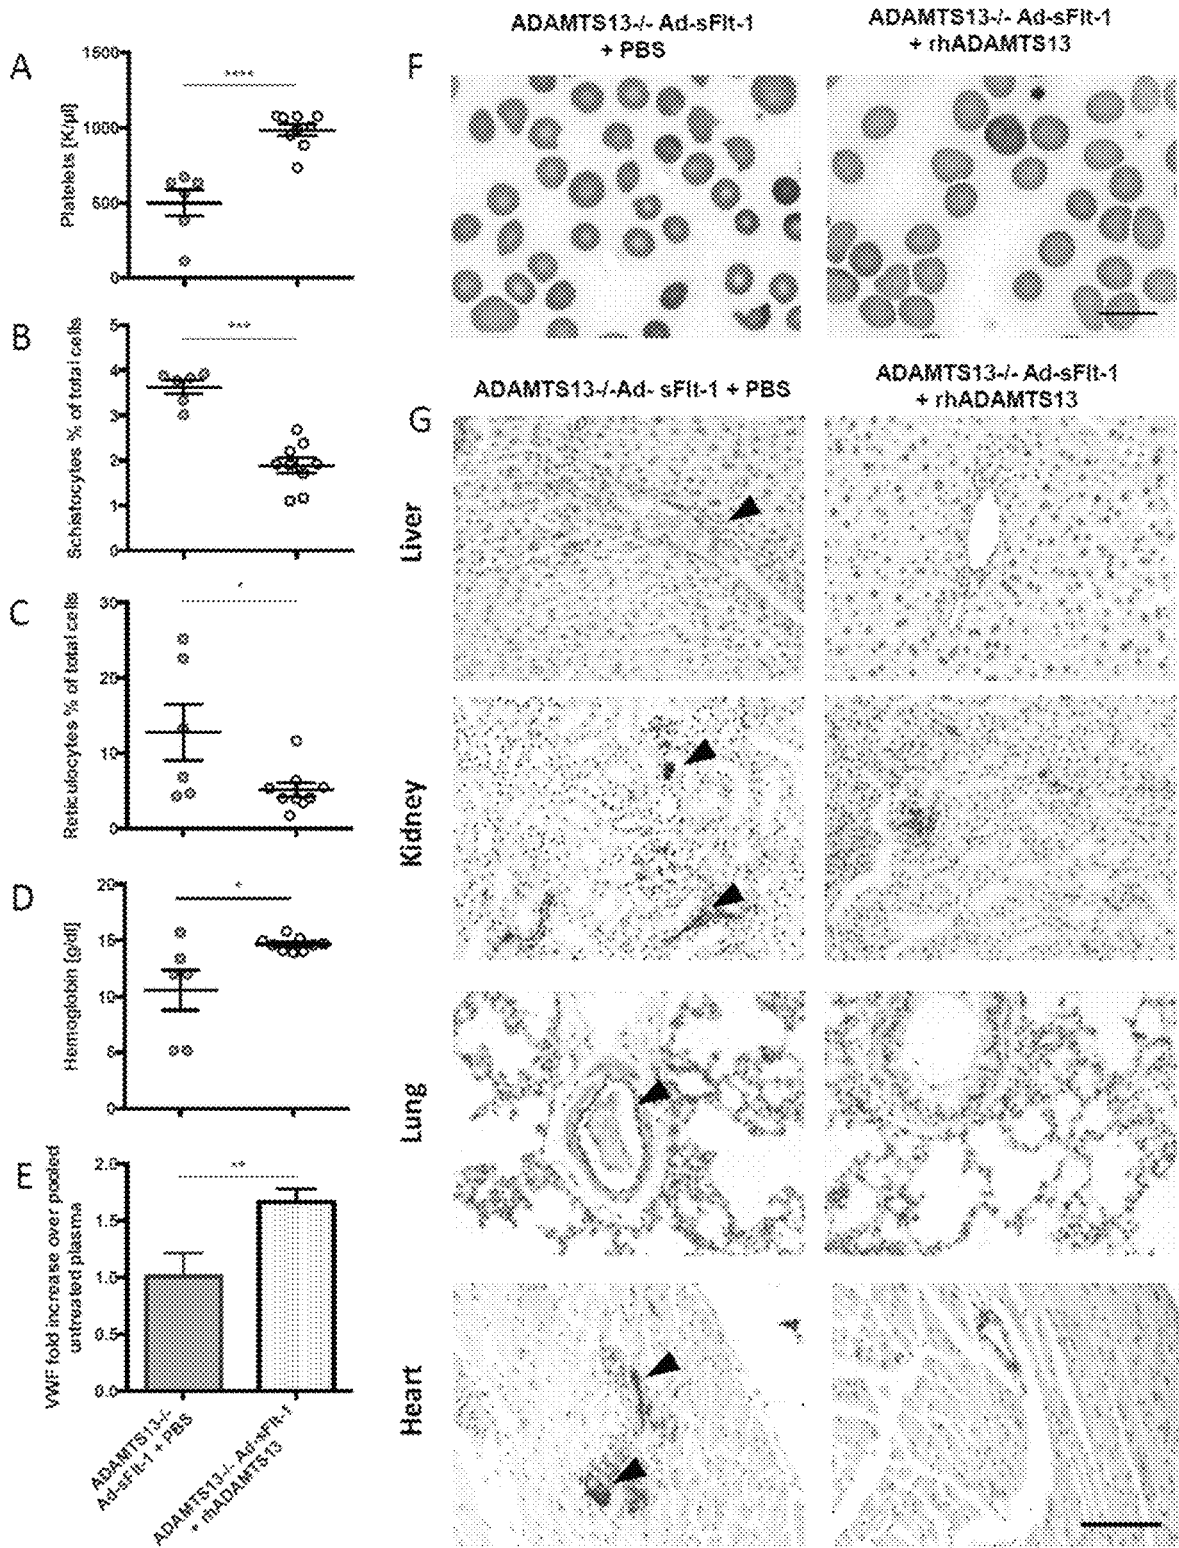 A
Platelets [K/µl]
1500
1000
500
0
****
B
Schistocytes % of total cells
5
4
3
2
1
0
***
C
Reticulocytes % of total cells
30
20
10
0
*
D
Hemoglobin [g/dl]
20
15
10
5
0
*
E
VWF fold increase over pooled
untreated plasma
2.0
1.5
1.0
0.5
0.0
**
ADAMTS13-/-
Ad-sFlt-1 + PBS
ADAMTS13-/- Ad-sFlt-1
+ rhADAMTS13
F
ADAMTS13-/- Ad-sFlt-1
+ PBS
ADAMTS13-/- Ad-sFlt-1
+ rhADAMTS13
G
ADAMTS13-/-Ad- sFlt-1 + PBS
ADAMTS13-/- Ad-sFlt-1
+ rhADAMTS13
Liver
Kidney
Lung
Heart